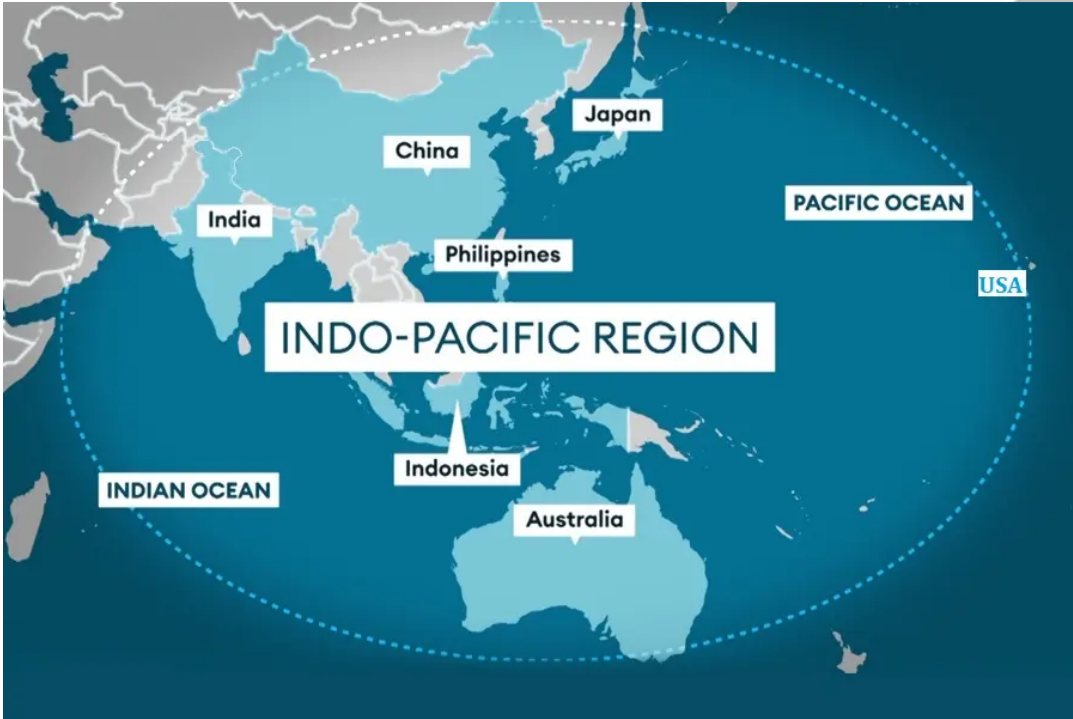 Japan
China
PACIFIC OCEAN
India
Philippines
USA
INDO-PACIFIC REGION
Indonesia
INDIAN OCEAN
Australia